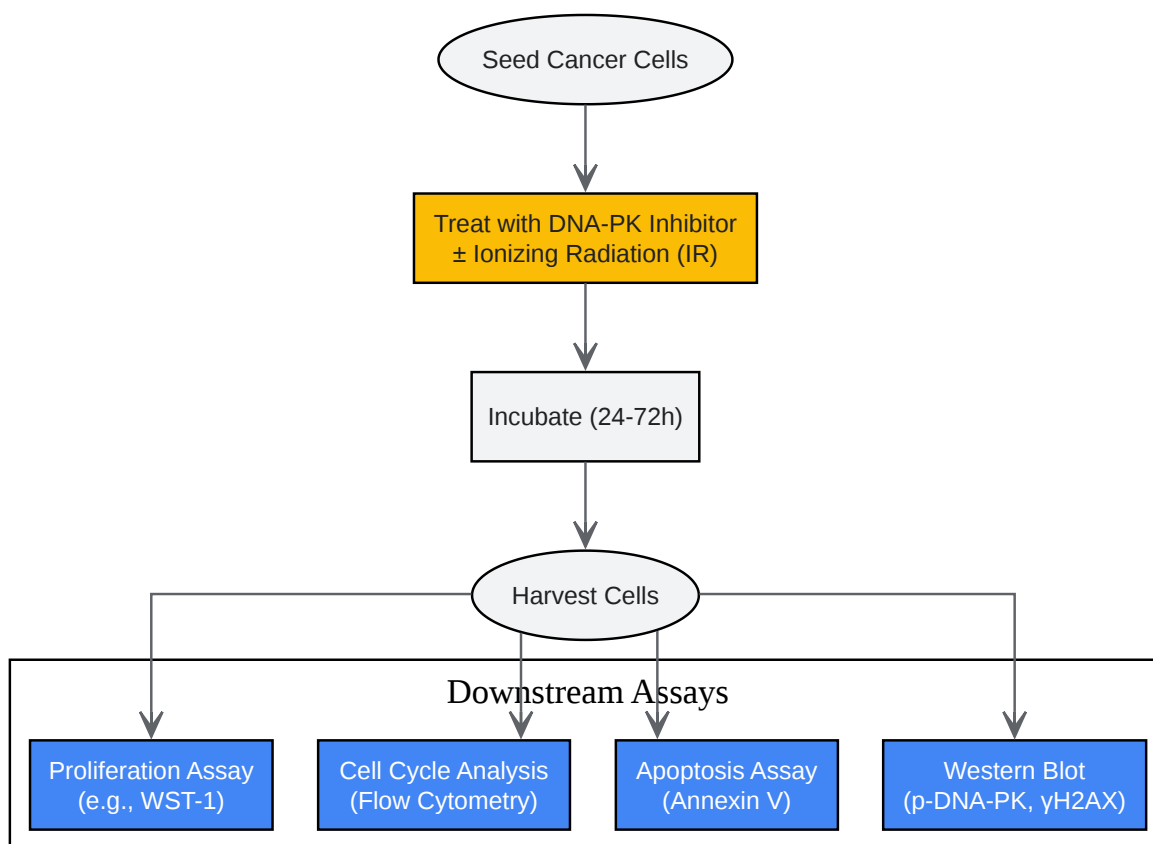 Seed Cancer Cells
Treat with DNA-PK Inhibitor
± Ionizing Radiation (IR)
Incubate (24-72h)
Harvest Cells
Downstream Assays
Proliferation Assay
(e.g., WST-1)
Cell Cycle Analysis
(Flow Cytometry)
Apoptosis Assay
(Annexin V)
Western Blot
(p-DNA-PK, γH2AX)